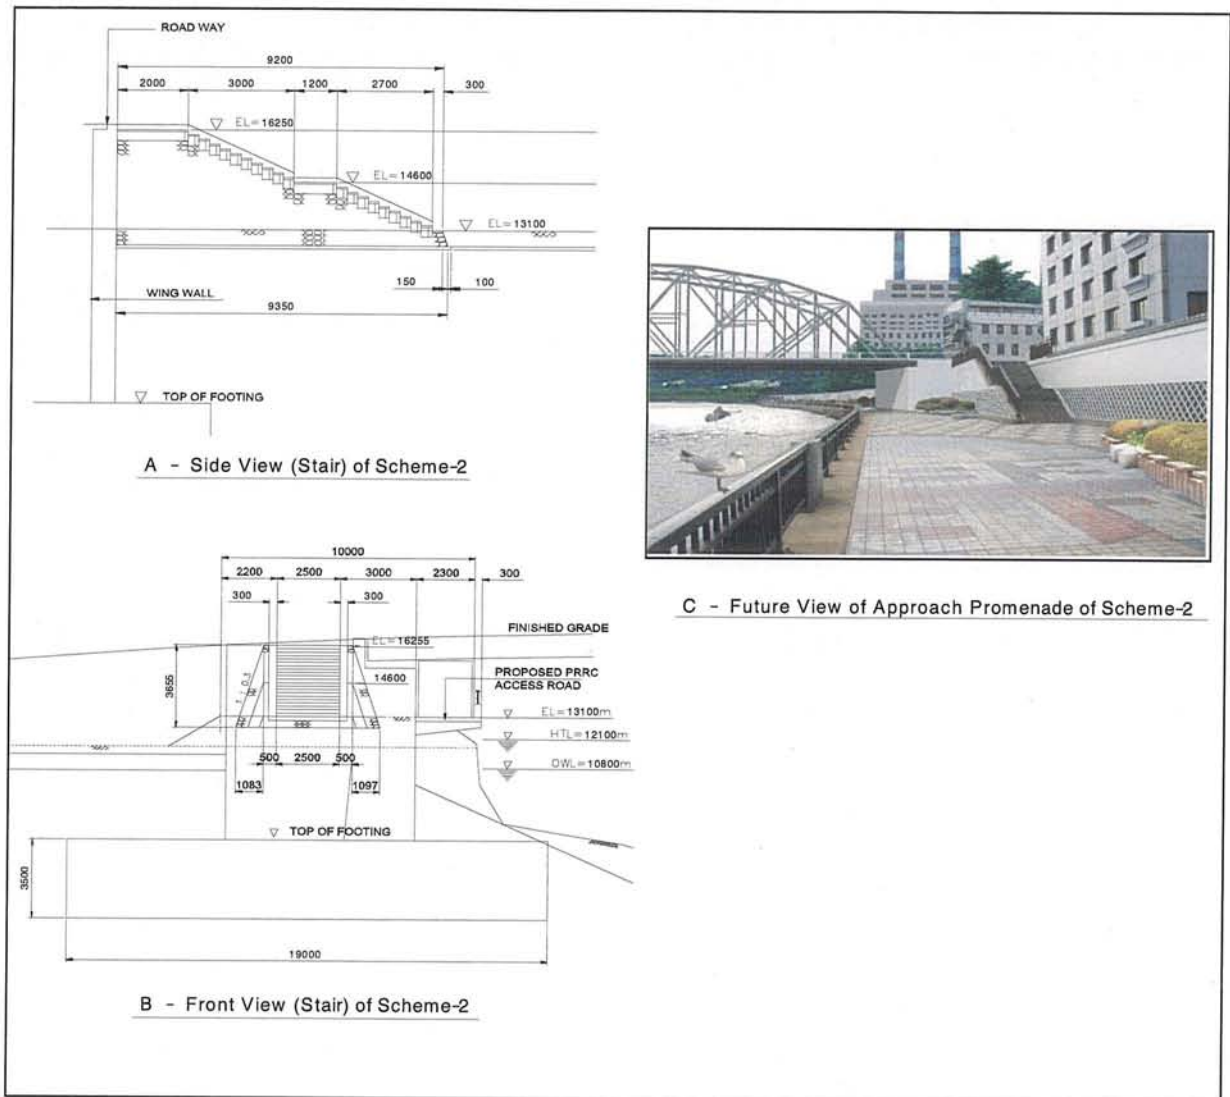 ROAD WAY
9200
2000 3000 1200 2700 300
EL=16250
EL=14600
EL=13100
150 100
WING WALL
9350
TOP OF FOOTING
A - Side View (Stair) of Scheme-2
10000
2200 2500 3000 2300 300
300 300
FINISHED GRADE
EL=16255
PROPOSED PRRC
ACCESS ROAD
14600
3655
EL=13100m
HTL=12100m
OWL=10800m
500 2500 500
1083 1097
TOP OF FOOTING
3500
19000
B - Front View (Stair) of Scheme-2
C - Future View of Approach Promenade of Scheme-2